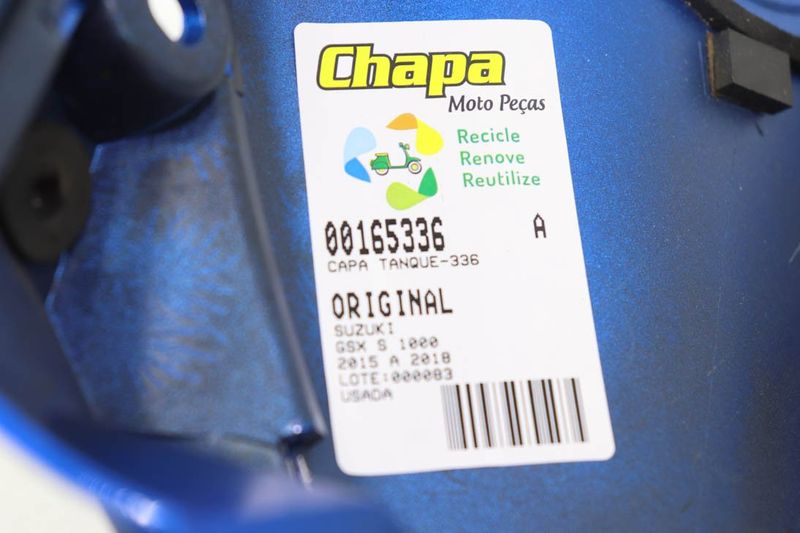 Chapa
Moto Peças
Recicle
Renove
Reutilize
00165336 A
CAPA TANQUE-336
ORIGINAL
SUZUKI
GSX S 1000
2015 A 2018
LOTE:000083
USADA